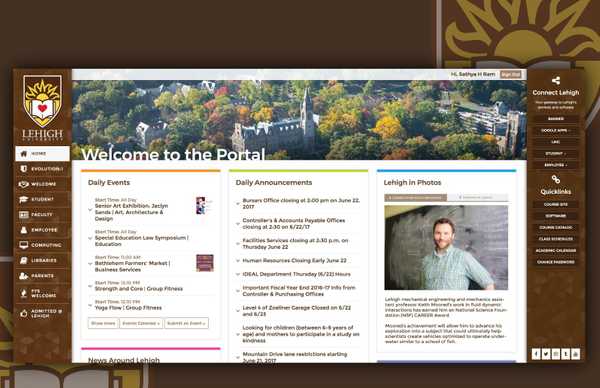 LEHIGH
UNIVERSITY
HOME
EVOLUTION
WELCOME
STUDENT
FACULTY
EMPLOYEE
COMPUTING
LIBRARIES
PARENTS
FYE
WELCOME
ADMITTED @
LEHIGH
Hi, Sathya H Ram
Sign Out
Welcome to the Portal
Daily Events
Start Time: All Day
Senior Art Exhibition, Jaclyn
Sands | Art, Architecture &
Design
Start Time: All Day
Special Education Law Symposium |
Education
Start Time: 11:00 AM
Bethlehem Farmers' Market |
Business Services
Start Time: 12:10 PM
Strength and Core | Group Fitness
Start Time: 12:10 PM
Yoga Flow | Group Fitness
Show more
Events Calendar »
Submit an Event »
News Around Lehigh
Daily Announcements
Bursars Office closing at 2:00 pm on June 22,
2017
Controller's & Accounts Payable Offices
closing at 2:30 on 6/22/17
Facilities Services closing at 2:30 p.m. on
Thursday June 22
Human Resources Closing Early June 22
IDEAL Department Thursday (6/22) Hours
Important Fiscal Year End 2016-17 Info from
Controller & Purchasing Offices
Level 4 of Zoellner Garage Closed on 6/22
and 6/23
Looking for children (between 6-9 years of
age) and mothers to participate in a study on
kindness
Mountain Drive lane restrictions starting
June 21, 2017
Lehigh in Photos
Lehigh mechanical engineering and mechanics assis-
tant professor Keith Moored's work in fluid dynamic
interactions has earned him an National Science Foun-
dation (NSF) CAREER Award
Moored's achievement will allow him to advance his
exploration into a subject that could ultimately help
scientists create vehicles optimized to operate under-
water similar to a school of fish.
Connect Lehigh
Your gateway to Lehigh's
portals and software
BANNER
GOOGLE APPS
LINC
STUDENT
EMPLOYEE
Quicklinks
COURSE SITE
SOFTWARE
COURSE CATALOG
CLASS SCHEDULES
ACADEMIC CALENDAR
CHANGE PASSWORD